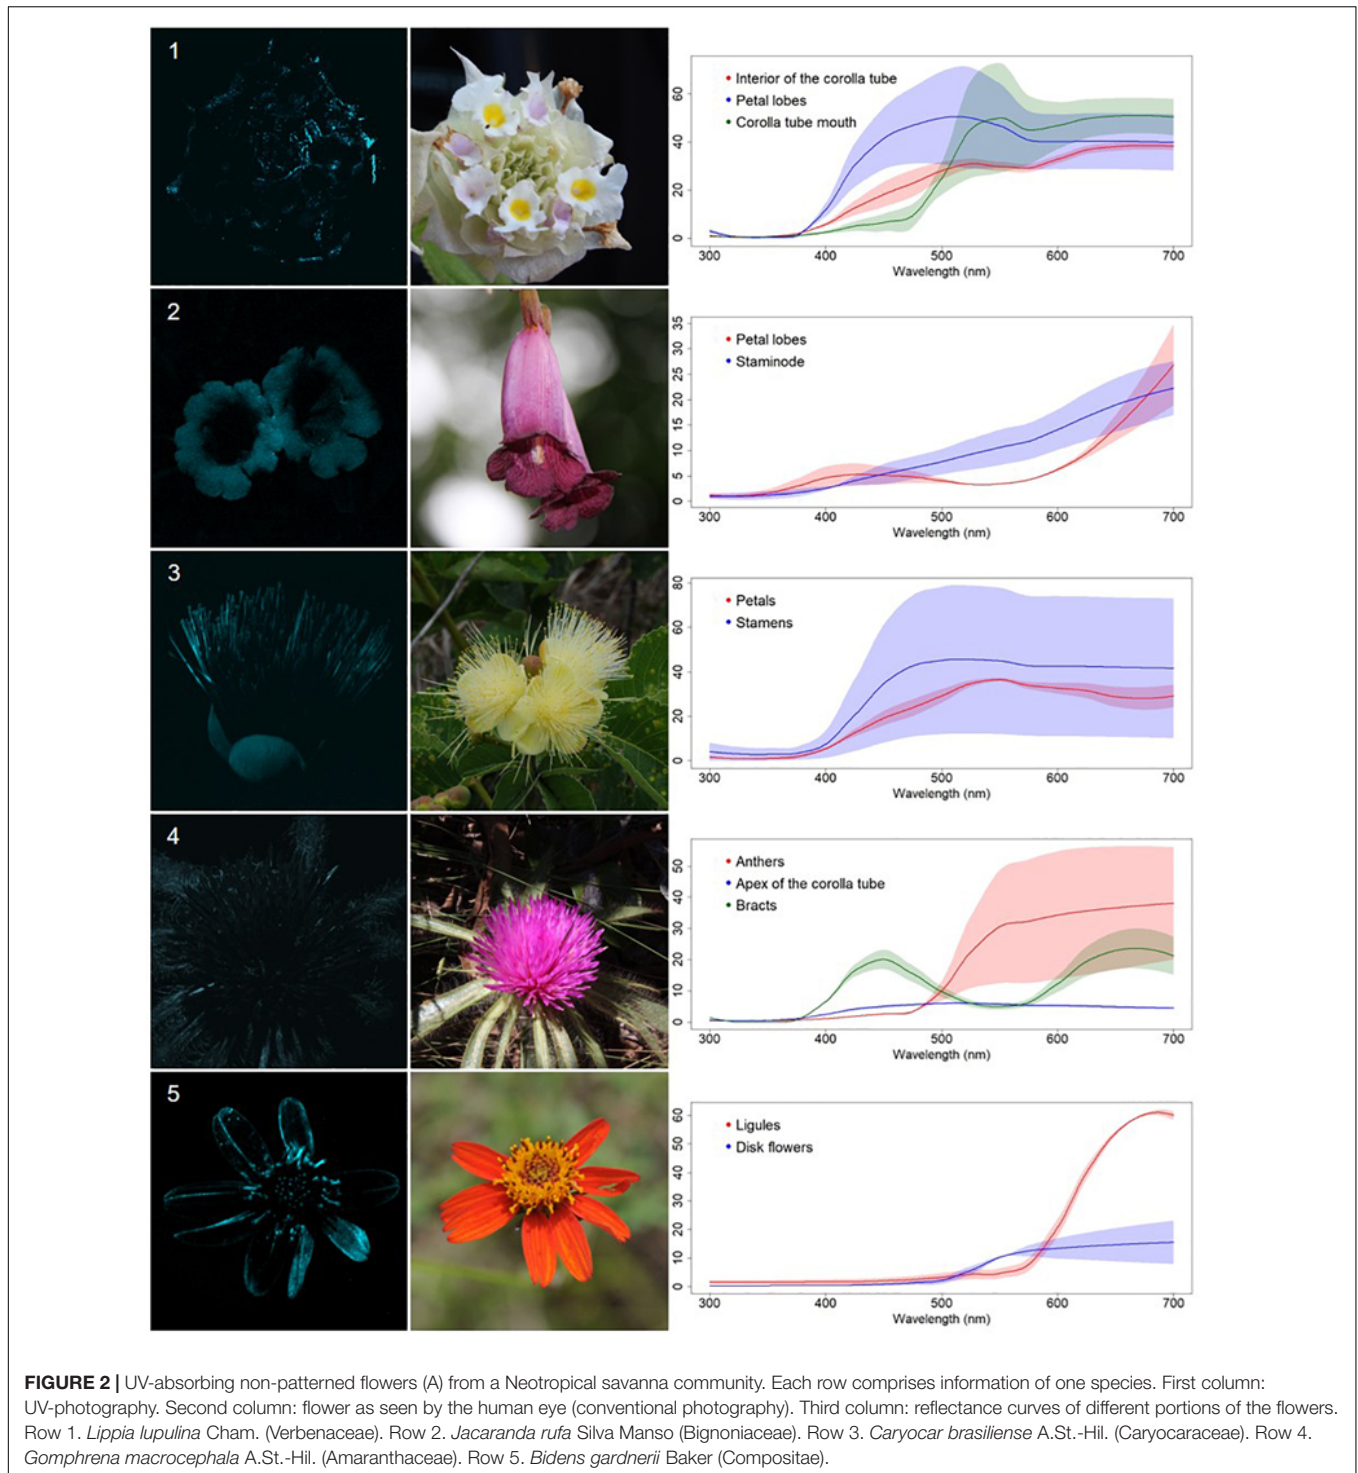 1
Interior of the corolla tube
Petal lobes
Corolla tube mouth
0 20 40 60
300 400 500 600 700
Wavelength (nm)
2
Petal lobes
Staminode
0 5 10 15 20 25 30 35
300 400 500 600 700
Wavelength (nm)
3
Petals
Stamens
0 20 40 60 80
300 400 500 600 700
Wavelength (nm)
4
Anthers
Apex of the corolla tube
Bracts
0 10 20 30 40 50
300 400 500 600 700
Wavelength (nm)
5
Ligules
Disk flowers
0 10 20 30 40 50 60
300 400 500 600 700
Wavelength (nm)
FIGURE 2 | UV-absorbing non-patterned flowers (A) from a Neotropical savanna community. Each row comprises information of one species. First column:
UV-photography. Second column: flower as seen by the human eye (conventional photography). Third column: reflectance curves of different portions of the flowers.
Row 1. Lippia lupulina Cham. (Verbenaceae). Row 2. Jacaranda rufa Silva Manso (Bignoniaceae). Row 3. Caryocar brasiliense A.St.-Hil. (Caryocaraceae). Row 4.
Gomphrena macrocephala A.St.-Hil. (Amaranthaceae). Row 5. Bidens gardnerii Baker (Compositae).